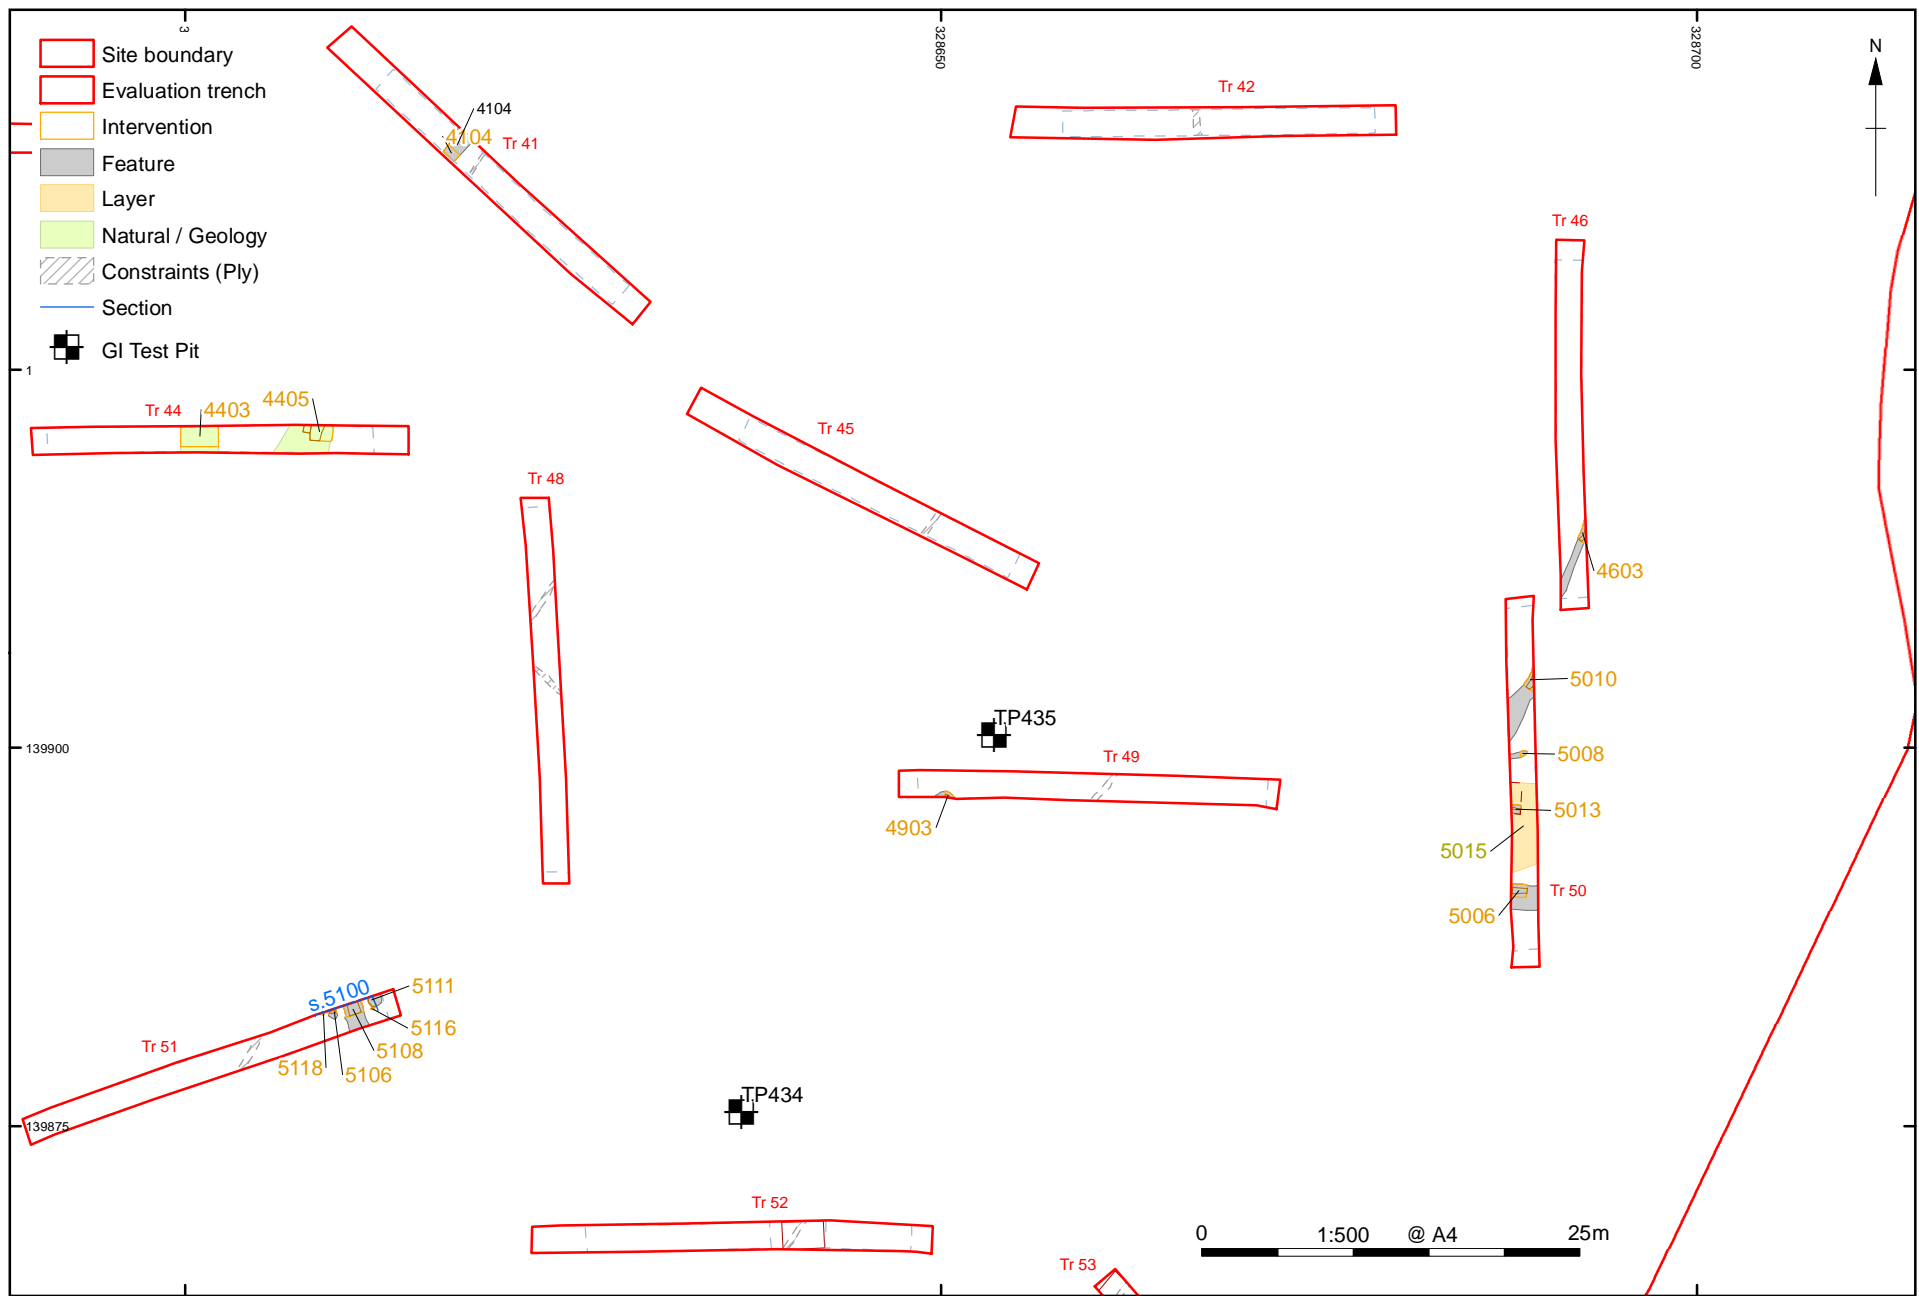 3
328650
328700
Site boundary
Evaluation trench
Intervention
Feature
Layer
Natural / Geology
Constraints (Ply)
Section
GI Test Pit
N
4104
4104
Tr 41
Tr 42
Tr 46
1
Tr 44
4403
4405
Tr 45
Tr 48
4603
5010
TP435
139900
Tr 49
5008
4903
5013
5015
Tr 50
5006
s.5100
5111
5116
Tr 51
5108
5118
5106
TP434
139875
Tr 52
0
1:500
@ A4
25m
Tr 53